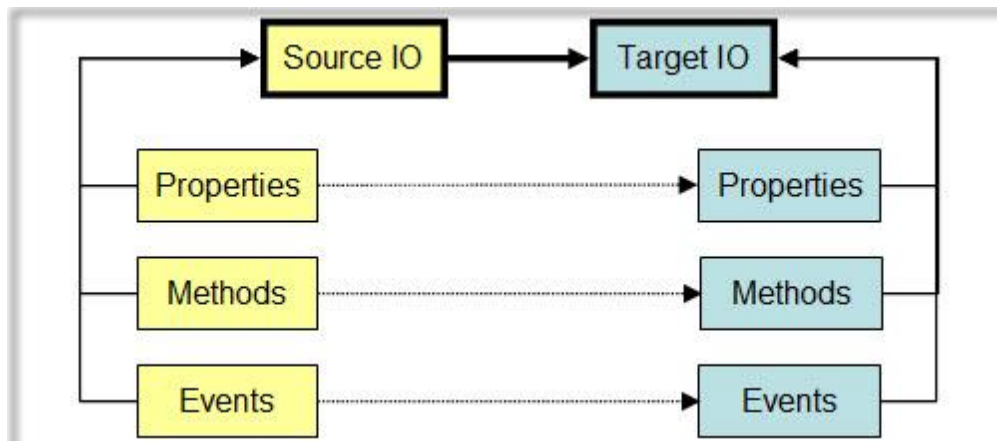 Source IO
Target IO
Properties
Properties
Methods
Methods
Events
Events